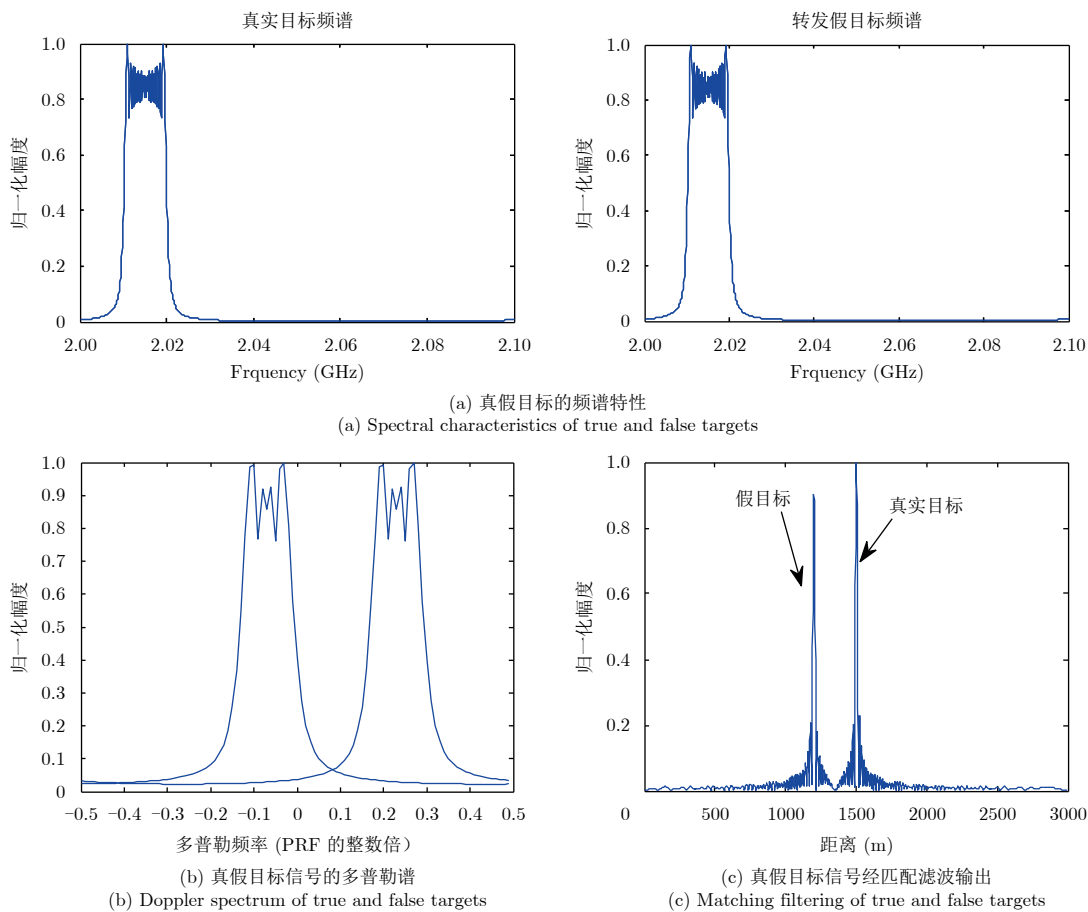 真实目标频谱
转发假目标频谱
1.0
0.8
0.6
0.4
0.2
0
归一化幅度
2.00 2.02 2.04 2.06 2.08 2.10
Frquency (GHz)
1.0
0.8
0.6
0.4
0.2
0
归一化幅度
2.00 2.02 2.04 2.06 2.08 2.10
Frquency (GHz)
(a) 真假目标的频谱特性
(a) Spectral characteristics of true and false targets
1.0
0.9
0.8
0.7
0.6
0.5
0.4
0.3
0.2
0.1
0
归一化幅度
−0.5 −0.4 −0.3 −0.2 −0.1 0 0.1 0.2 0.3 0.4 0.5
多普勒频率 (PRF 的整数倍）
(b) 真假目标信号的多普勒谱
(b) Doppler spectrum of true and false targets
1.0
0.8
0.6
0.4
0.2
归一化幅度
假目标
真实目标
0 500 1000 1500 2000 2500 3000
距离 (m)
(c) 真假目标信号经匹配滤波输出
(c) Matching filtering of true and false targets